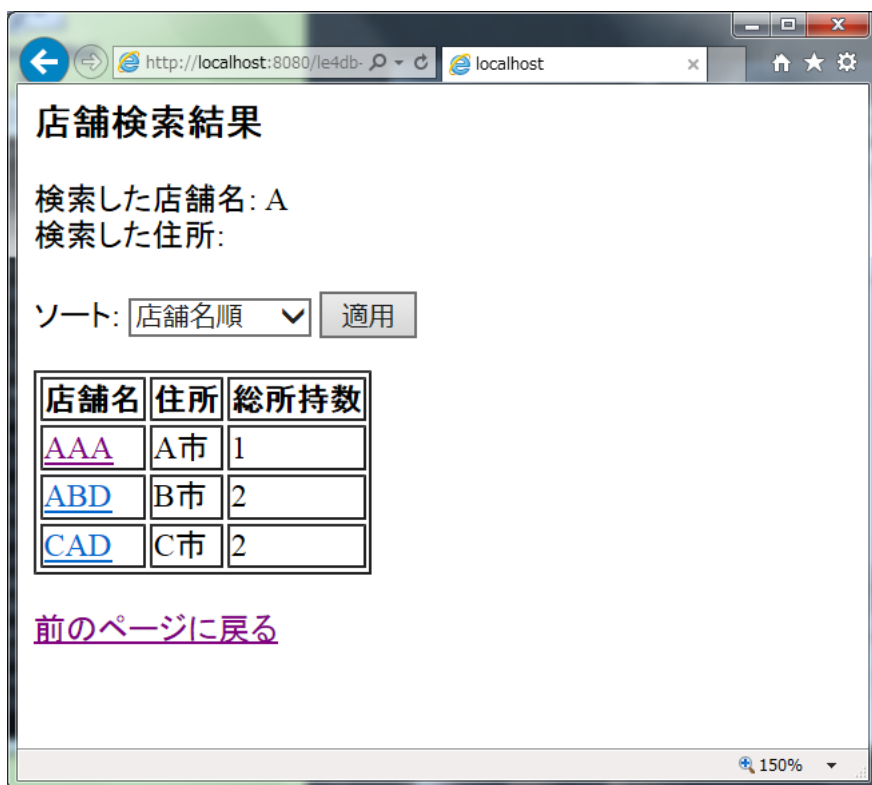 http://localhost:8080/le4db-
localhost
店舗検索結果
検索した店舗名: A
検索した住所:
ソート: 店舗名順 適用
店舗名 住所 総所持数
AAA A市 1
ABD B市 2
CAD C市 2
前のページに戻る
150%